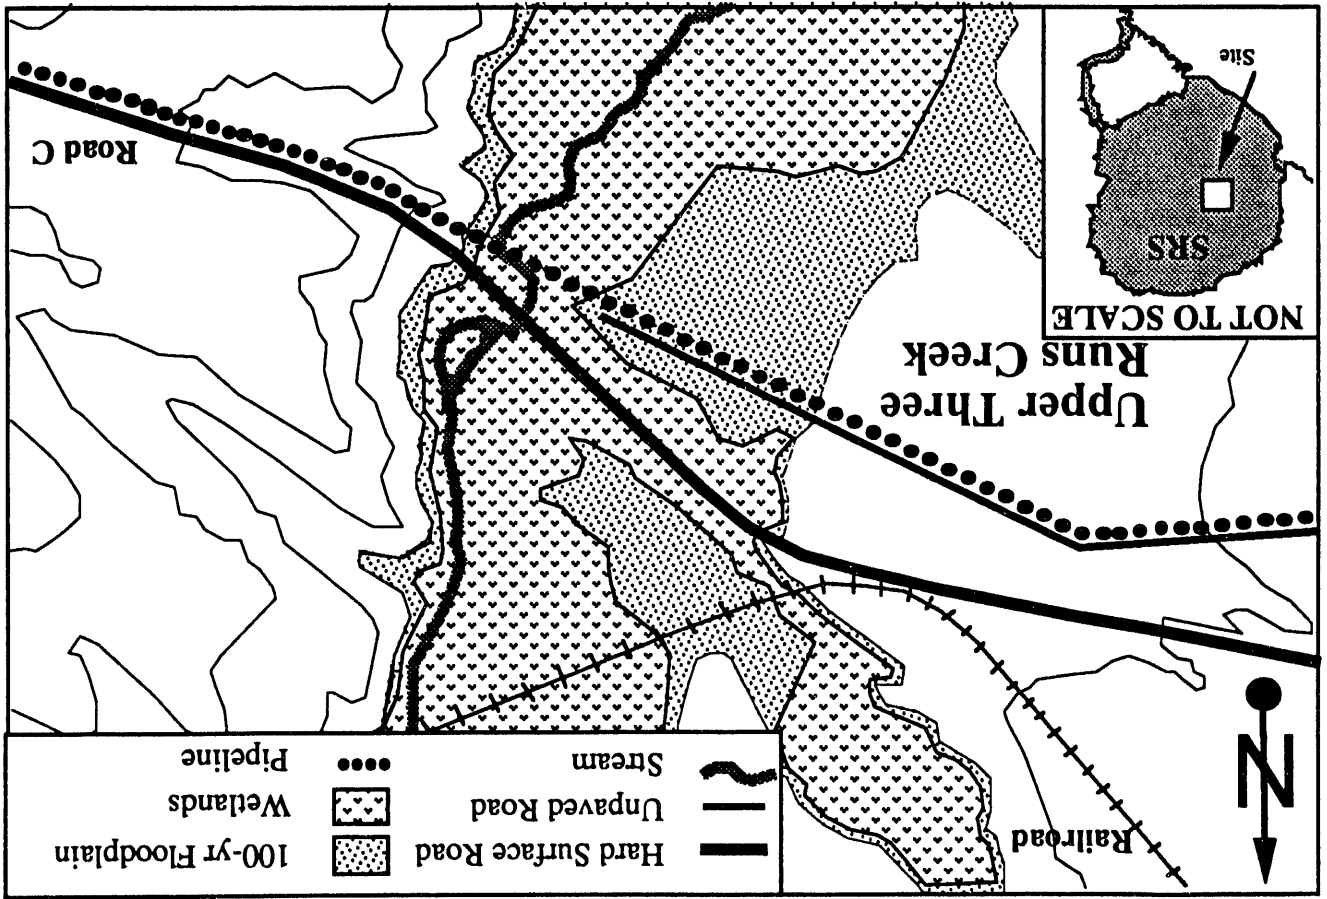 Railroad
N
Hard Surface Road
100-yr Floodplain
Unpaved Road
Wetlands
Stream
Pipeline
Upper Three
Runs Creek
NOT TO SCALE
SRS
Site
Road C